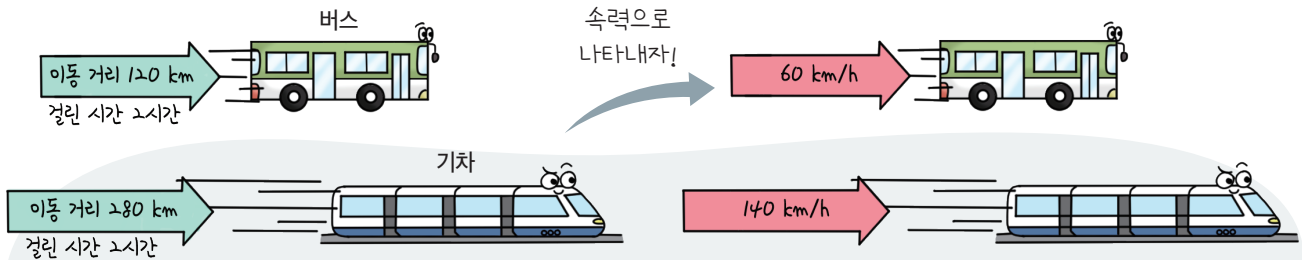 버스
이동 거리 120 km
걸린 시간 2시간
속력으로
나타내자!
60 km/h
기차
이동 거리 280 km
걸린 시간 2시간
140 km/h